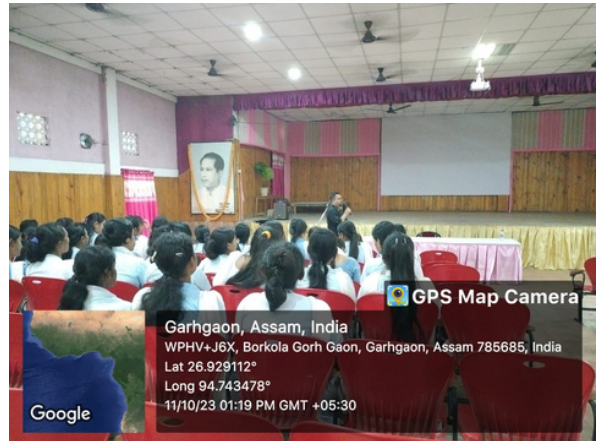 GPS Map Camera
Garhgaon, Assam, India
WPHV+J6X, Borkola Gorh Gaon, Garhgaon, Assam 785685, India
Lat 26.929112°
Long 94.743478°
11/10/23 01:19 PM GMT +05:30
Google